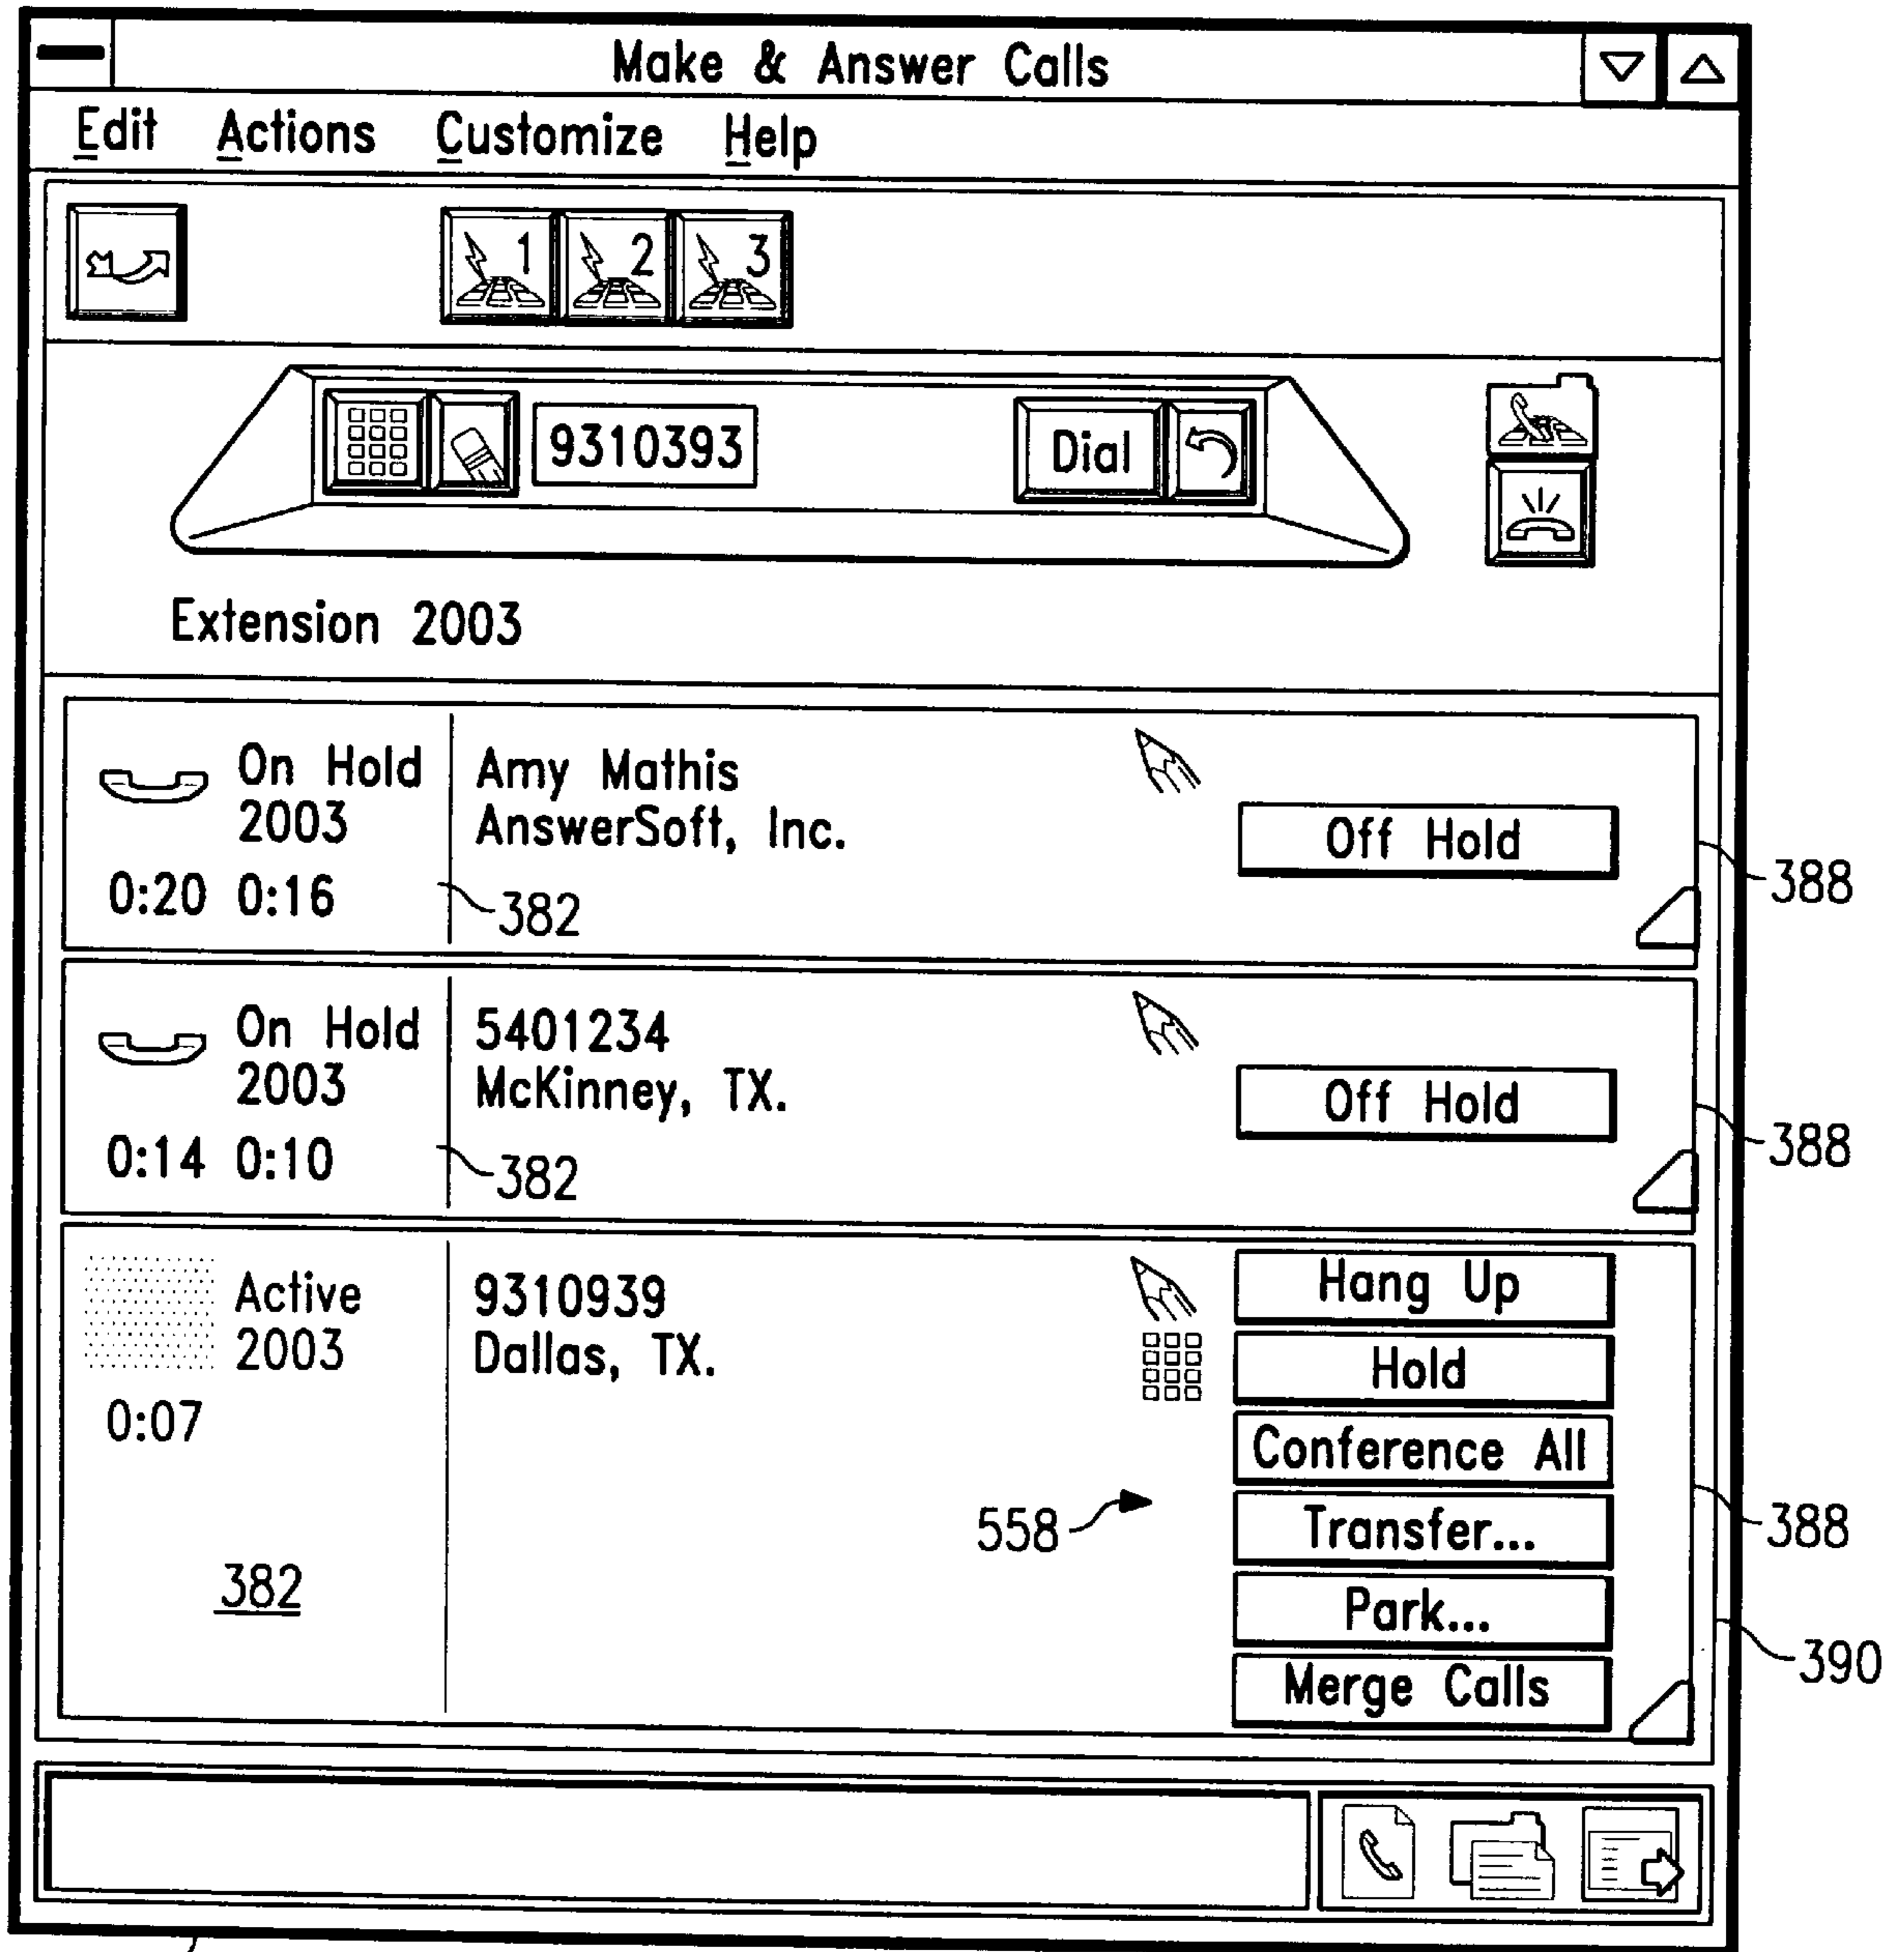 Make & Answer Calls
Edit Actions Customize Help
1 2 3
9310393 Dial
Extension 2003
On Hold
2003
0:20 0:16
382
Amy Mathis
AnswerSoft, Inc.
Off Hold
388
On Hold
2003
0:14 0:10
382
5401234
McKinney, TX.
Off Hold
388
Active
2003
0:07
382
9310939
Dallas, TX.
558
Hang Up
Hold
Conference All
Transfer...
Park...
Merge Calls
388
390